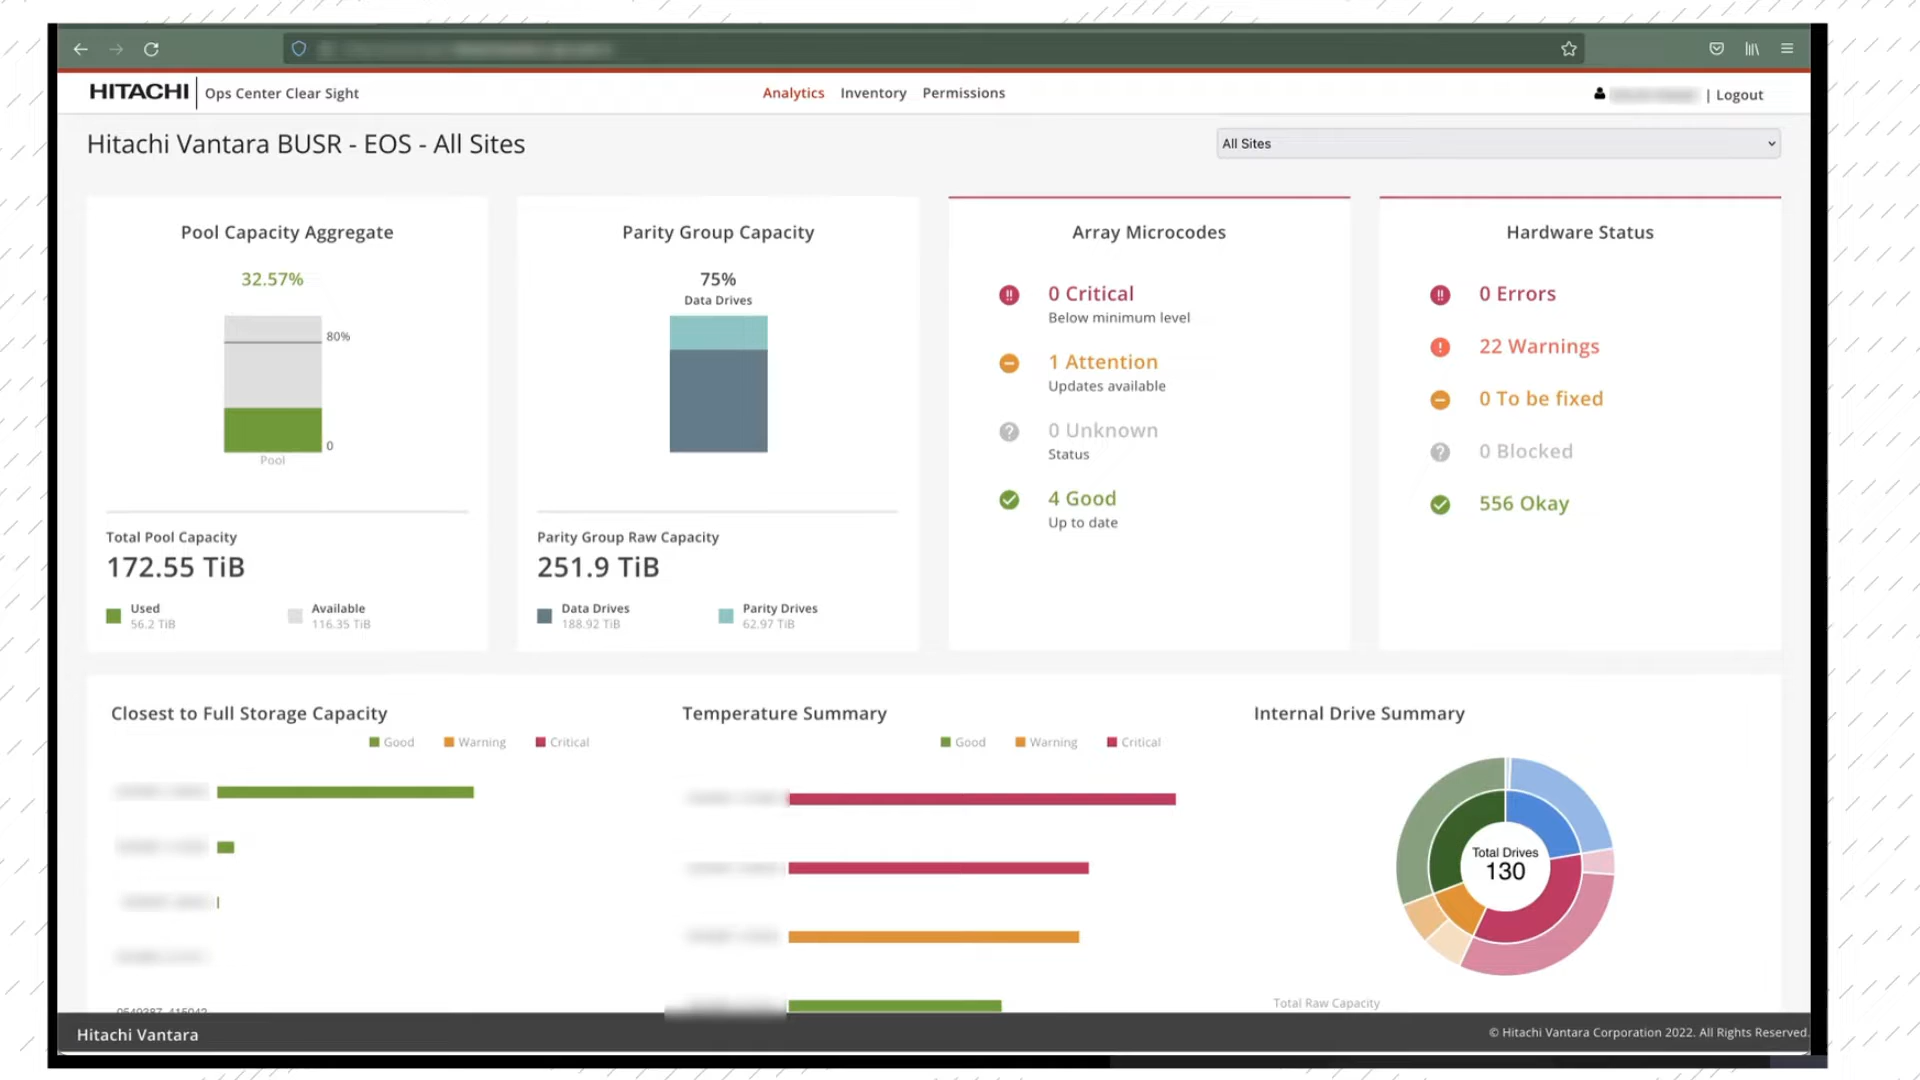 HITACHI Ops Center Clear Sight Analytics Inventory Permissions | Logout
Hitachi Vantara BUSR - EOS - All Sites
All Sites
Pool Capacity Aggregate
32.57%
80%
0
Pool
Total Pool Capacity
172.55 TiB
Used
56.2 TiB
Available
116.35 TiB
Parity Group Capacity
75%
Data Drives
Parity Group Raw Capacity
251.9 TiB
Data Drives
188.92 TiB
Parity Drives
62.97 TiB
Array Microcodes
0 Critical
Below minimum level
1 Attention
Updates available
0 Unknown
Status
4 Good
Up to date
Hardware Status
0 Errors
22 Warnings
0 To be fixed
0 Blocked
556 Okay
Closest to Full Storage Capacity
Good Warning Critical
Temperature Summary
Good Warning Critical
Internal Drive Summary
Total Drives
130
Total Raw Capacity
Hitachi Vantara
© Hitachi Vantara Corporation 2022. All Rights Reserved.